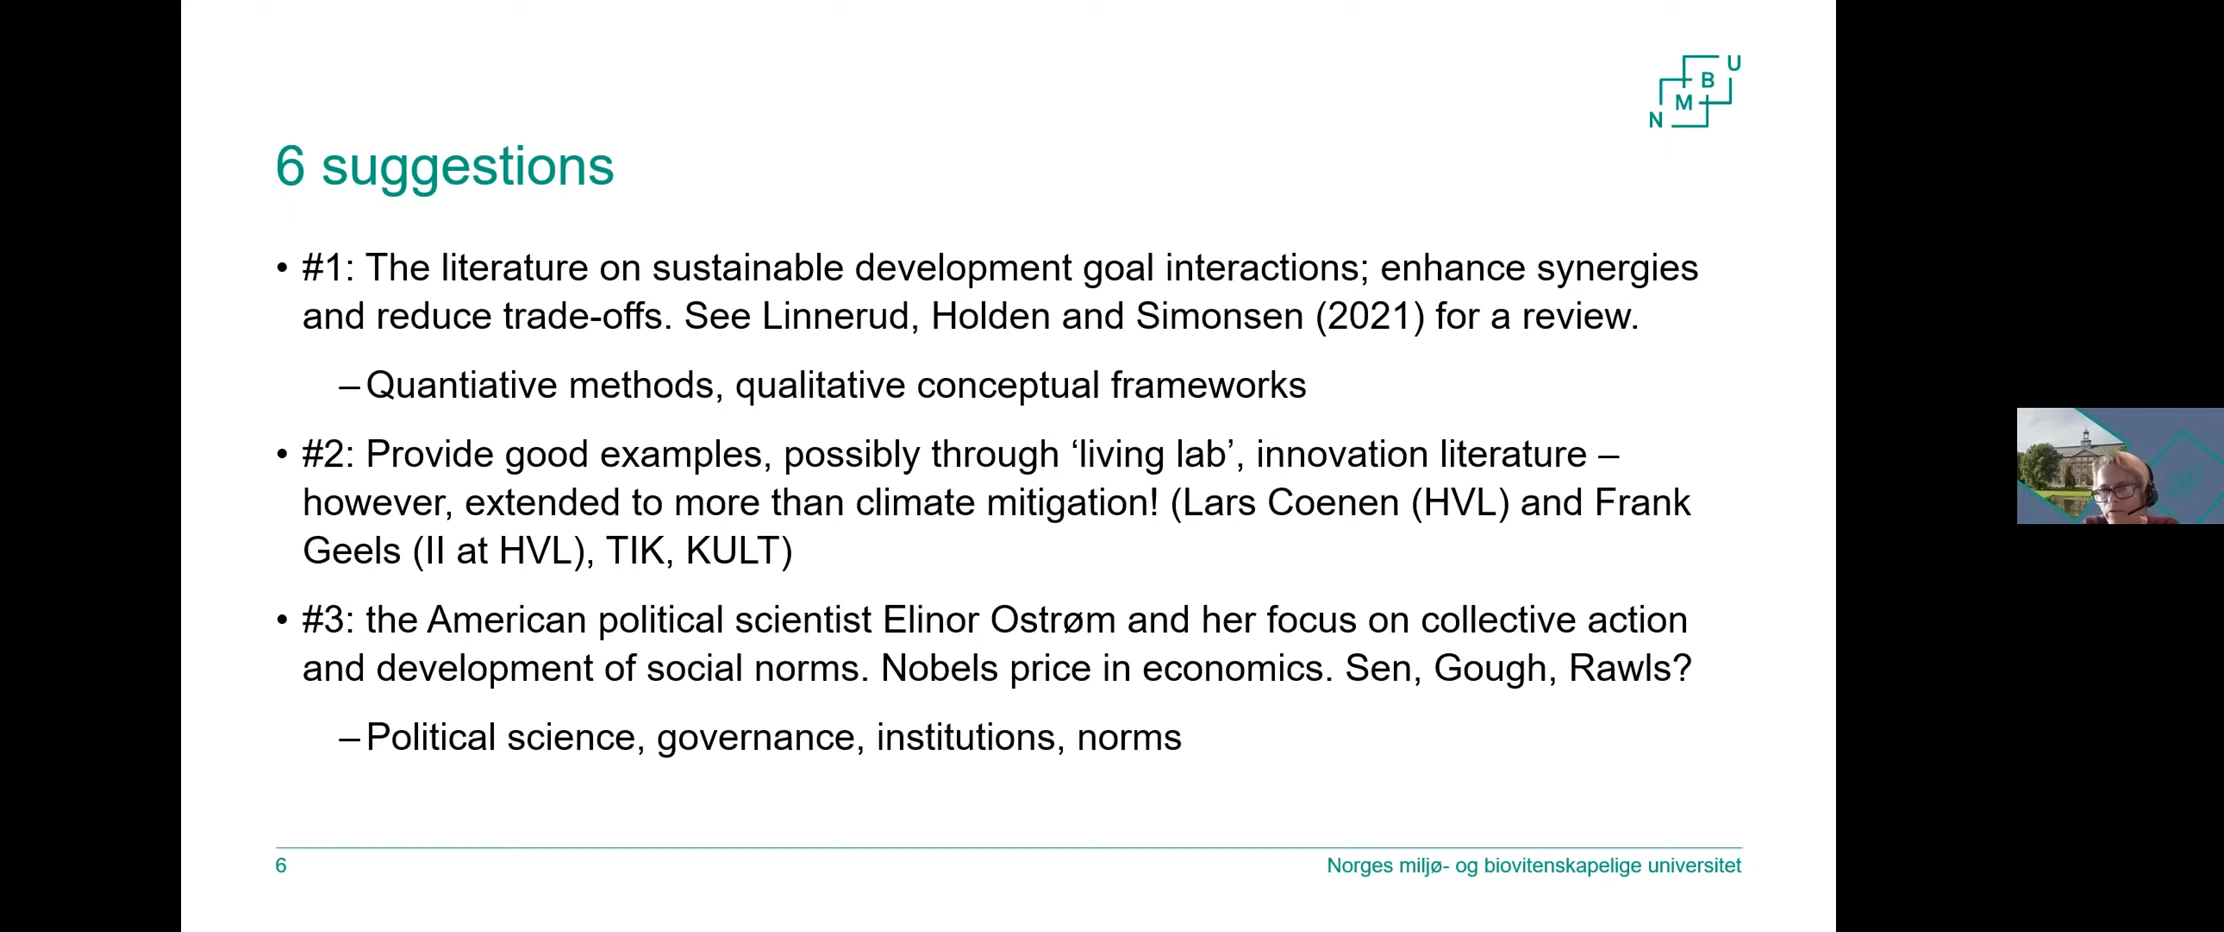 N M B U
6 suggestions
• #1: The literature on sustainable development goal interactions; enhance synergies
and reduce trade-offs. See Linnerud, Holden and Simonsen (2021) for a review.
– Quantiative methods, qualitative conceptual frameworks
• #2: Provide good examples, possibly through ‘living lab’, innovation literature –
however, extended to more than climate mitigation! (Lars Coenen (HVL) and Frank
Geels (II at HVL), TIK, KULT)
• #3: the American political scientist Elinor Ostrøm and her focus on collective action
and development of social norms. Nobels price in economics. Sen, Gough, Rawls?
– Political science, governance, institutions, norms
6
Norges miljø- og biovitenskapelige universitet